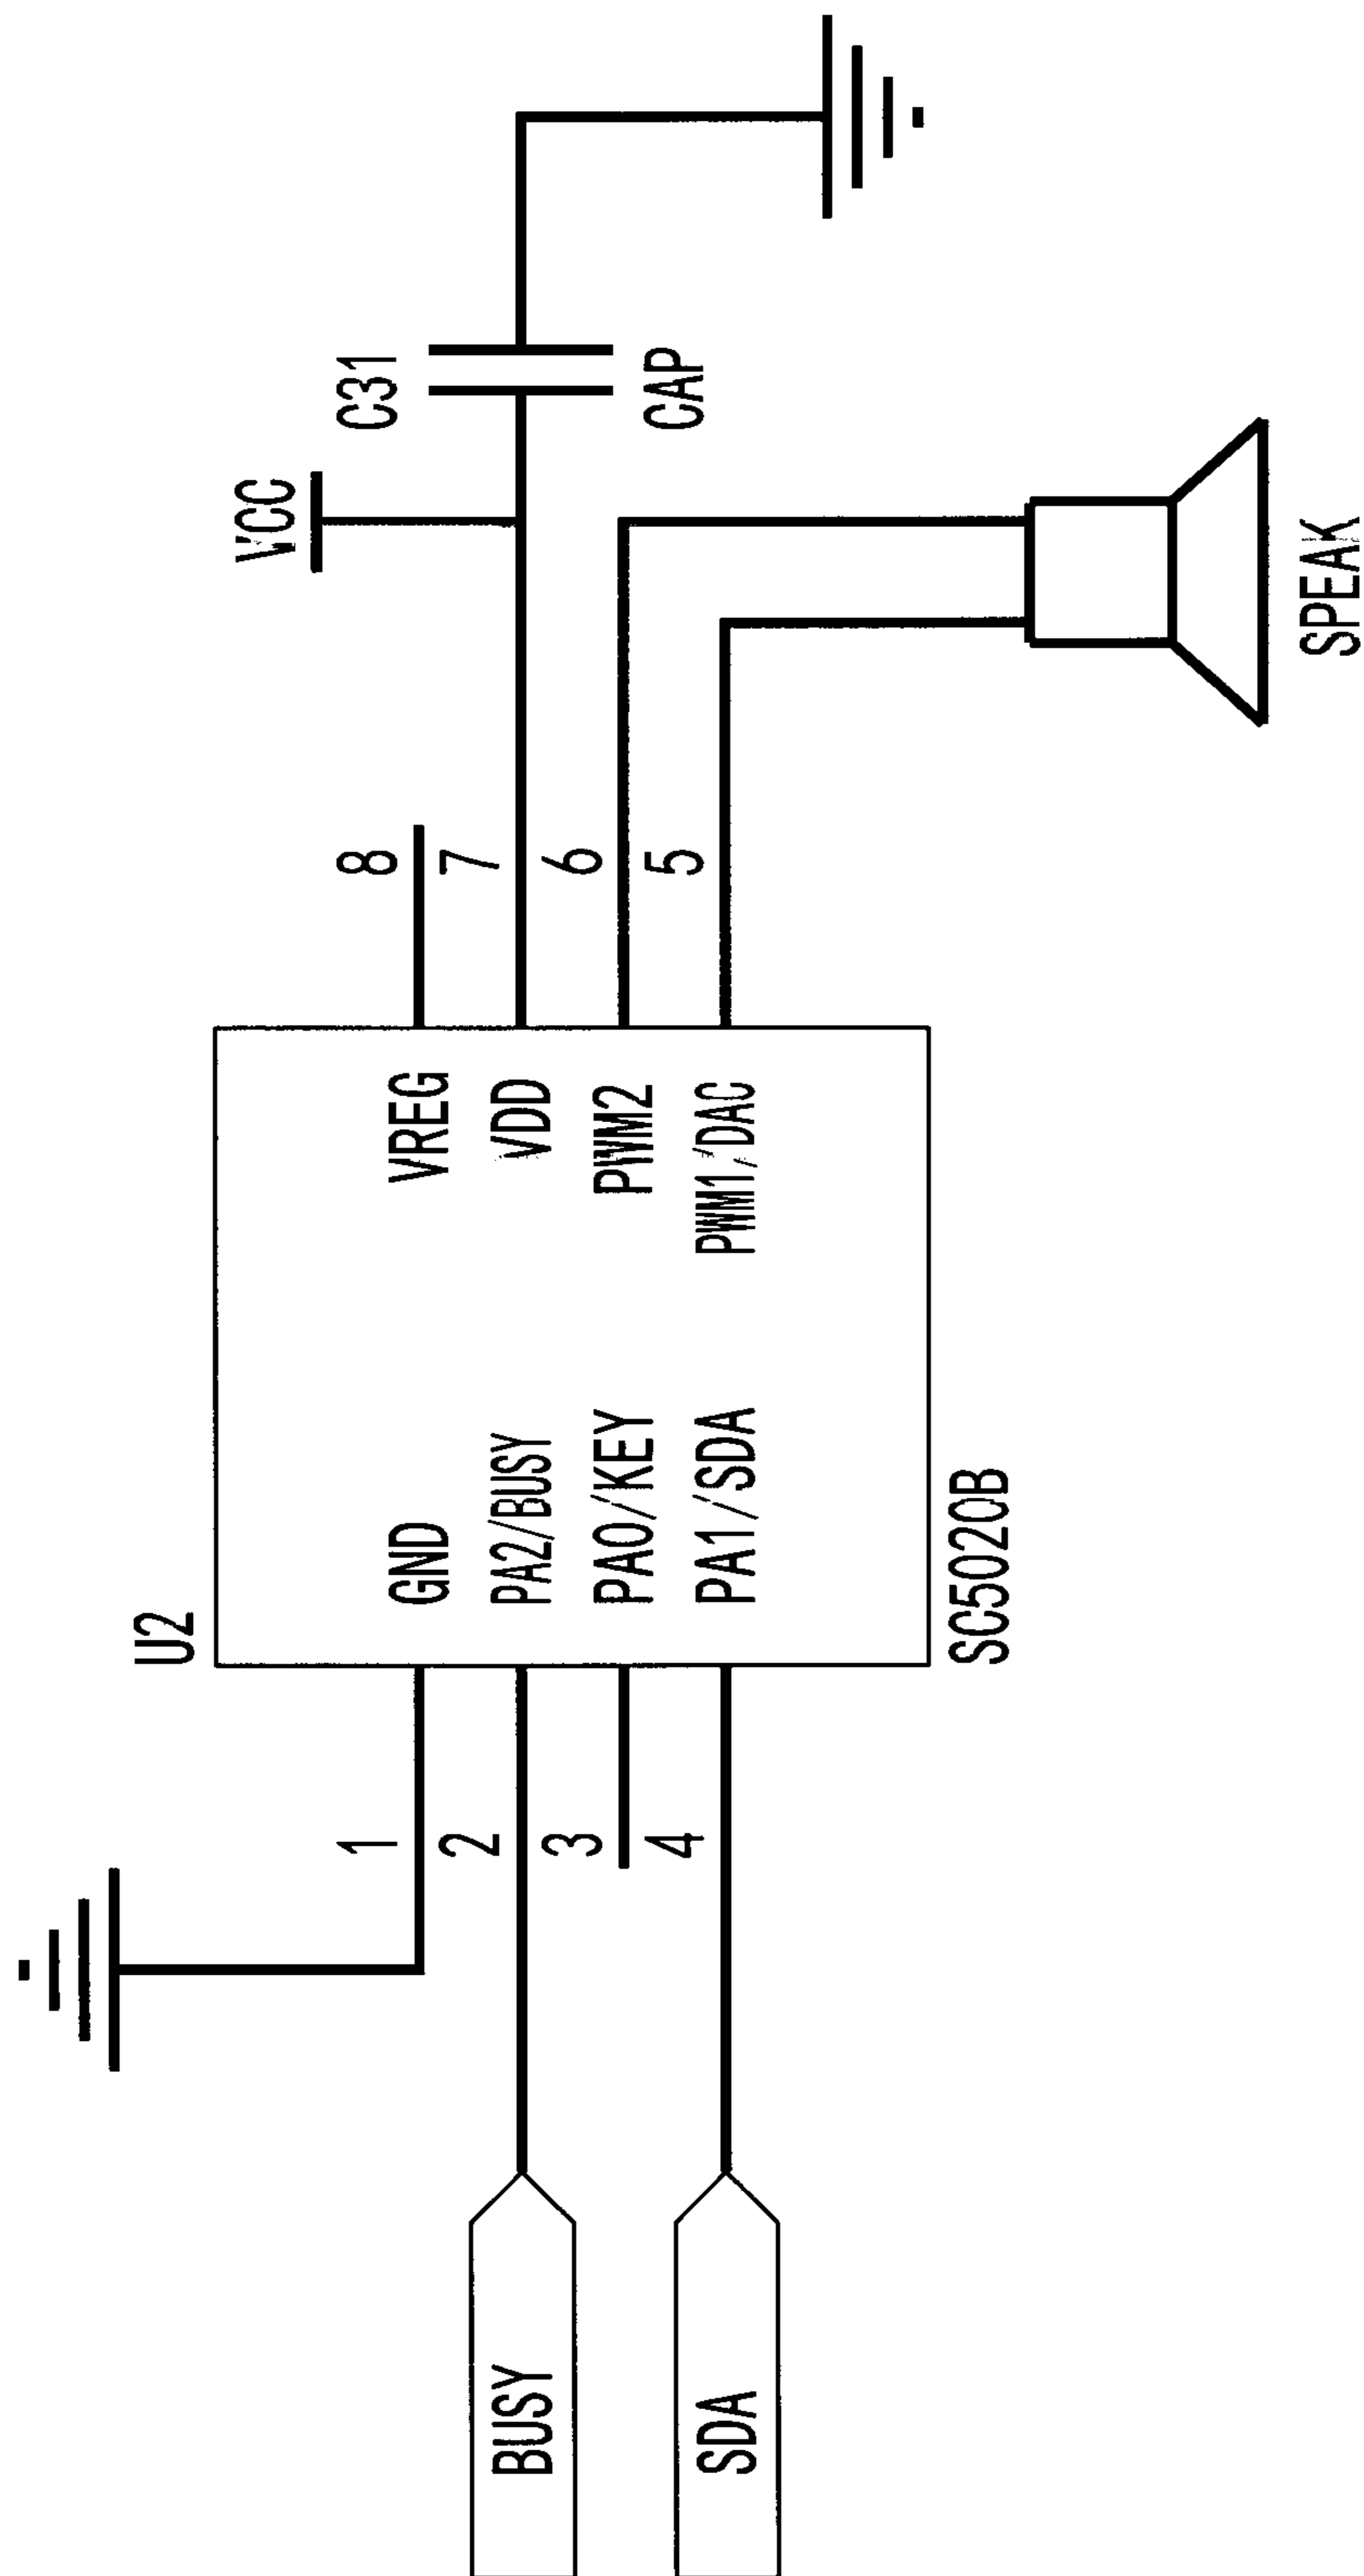 U2
GND
VREG
1
8
PA2/BUSY
VDD
BUSY
2
7
VCC
C31
CAP
PA0/KEY
PWM2
3
6
PA1/SDA
PWM1/DAC
SDA
4
5
SC5020B
SPEAK